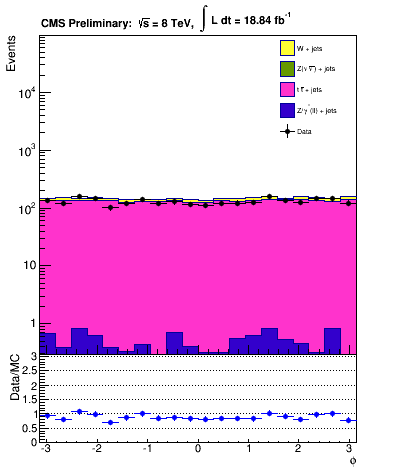 CMS Preliminary: √s = 8 TeV, ∫ L dt = 18.84 fb⁻¹
Events
W + jets
Z(ν ν̅) + jets
t t̅ + jets
Z/γ*(ll) + jets
Data
10⁴
10³
10²
10
1
Data/MC
3
2.5
2
1.5
1
0.5
0
-3 -2 -1 0 1 2 3
φ